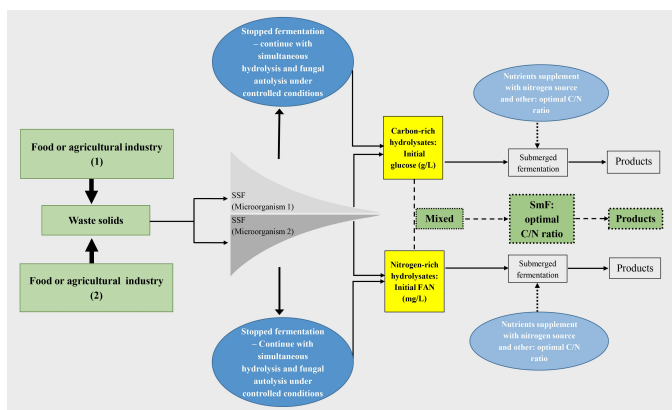 Stopped fermentation
– continue with
simultaneous
hydrolysis and fungal
autolysis under
controlled conditions
Nutrients supplement
with nitrogen source
and other: optimal C/N
ratio
Food or agricultural industry
(1)
Carbon-rich
hydrolysates:
Initial
glucose (g/L)
Submerged
fermentation
Products
Waste solids
SSF
(Microorganism 1)
SSF
(Microorganism 2)
Mixed
SmF:
optimal
C/N ratio
Products
Food or agricultural industry
(2)
Nitrogen-rich
hydrolysates:
Initial FAN
(mg/L)
Submerged
fermentation
Products
Stopped fermentation
– Continue with
simultaneous
hydrolysis and fungal
autolysis under
controlled conditions
Nutrients supplement
with nitrogen source
and other: optimal C/N
ratio